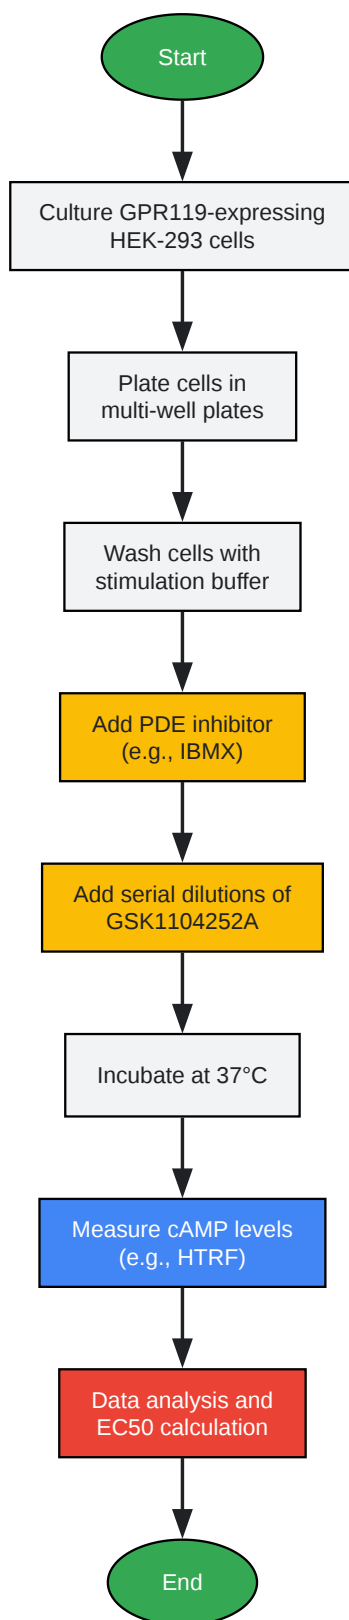 Start
Culture GPR119-expressing
HEK-293 cells
Plate cells in
multi-well plates
Wash cells with
stimulation buffer
Add PDE inhibitor
(e.g., IBMX)
Add serial dilutions of
GSK1104252A
Incubate at 37°C
Measure cAMP levels
(e.g., HTRF)
Data analysis and
EC50 calculation
End